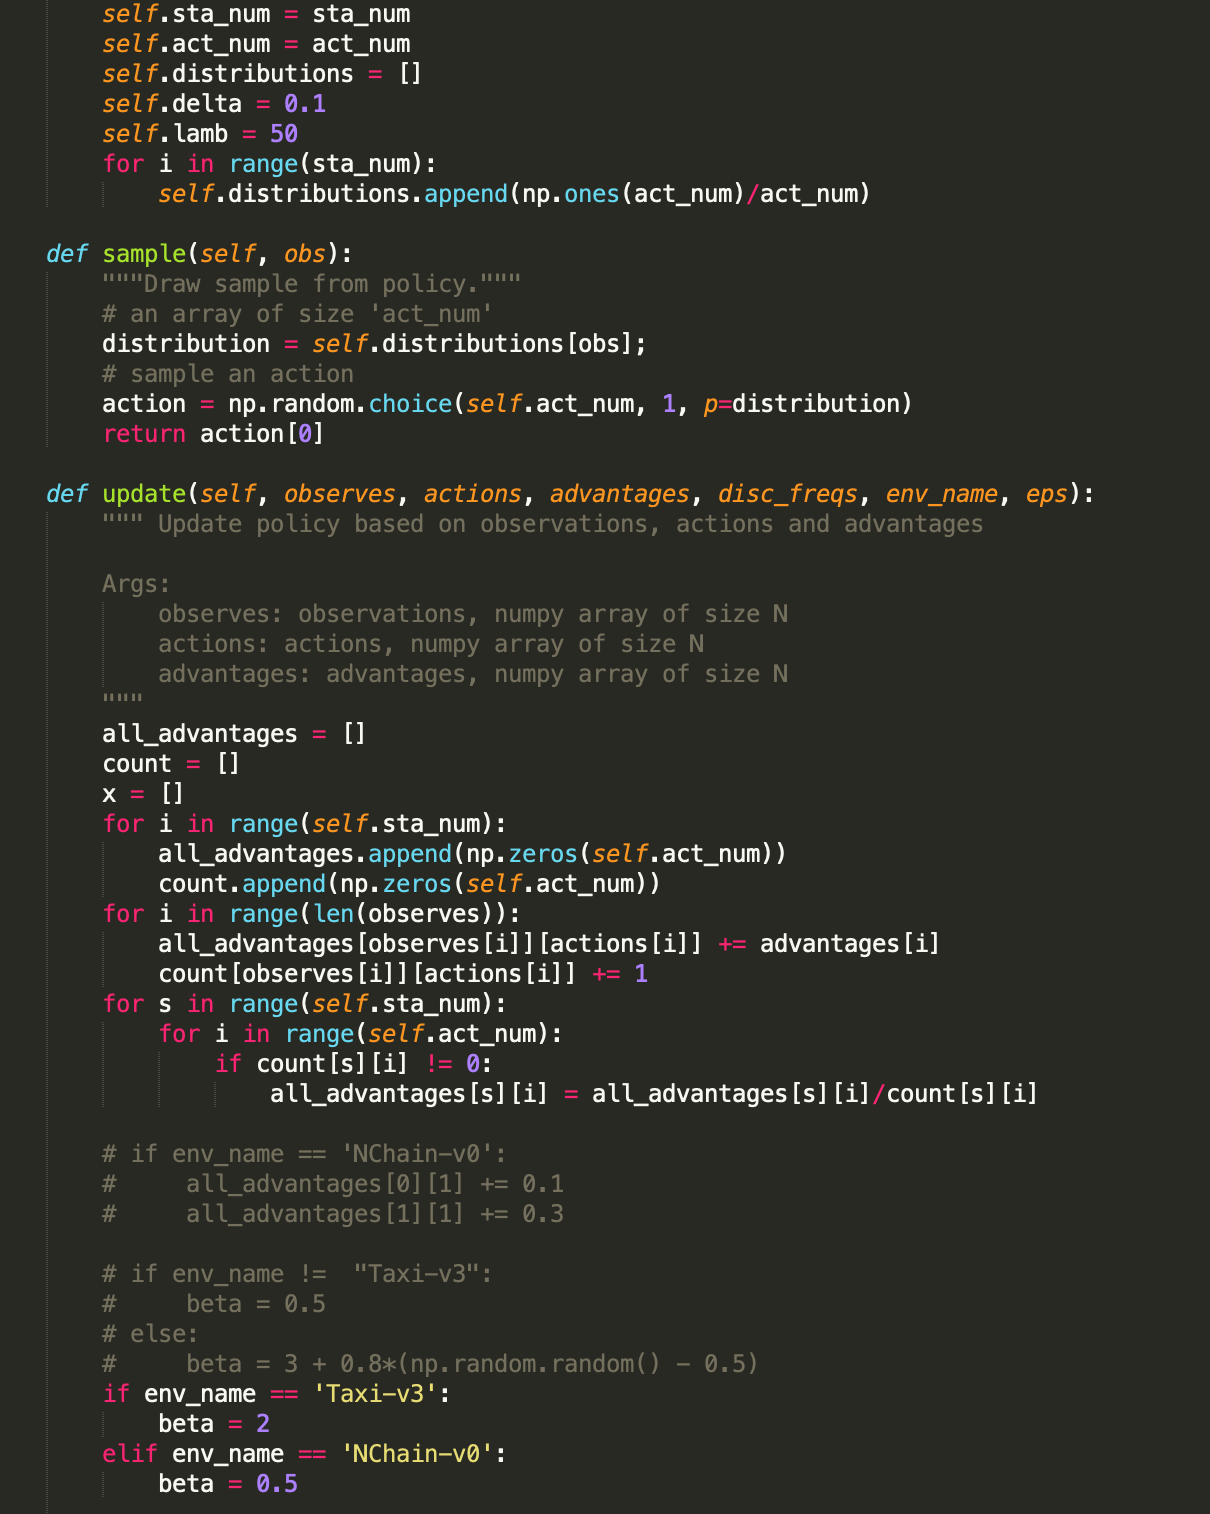 self.sta_num = sta_num
self.act_num = act_num
self.distributions = []
self.delta = 0.1
self.lamb = 50
for i in range(sta_num):
    self.distributions.append(np.ones(act_num)/act_num)

def sample(self, obs):
    """Draw sample from policy."""
    # an array of size 'act_num'
    distribution = self.distributions[obs];
    # sample an action
    action = np.random.choice(self.act_num, 1, p=distribution)
    return action[0]

def update(self, observes, actions, advantages, disc_freqs, env_name, eps):
    """ Update policy based on observations, actions and advantages

    Args:
        observes: observations, numpy array of size N
        actions: actions, numpy array of size N
        advantages: advantages, numpy array of size N
    """
    all_advantages = []
    count = []
    x = []
    for i in range(self.sta_num):
        all_advantages.append(np.zeros(self.act_num))
        count.append(np.zeros(self.act_num))
    for i in range(len(observes)):
        all_advantages[observes[i]][actions[i]] += advantages[i]
        count[observes[i]][actions[i]] += 1
    for s in range(self.sta_num):
        for i in range(self.act_num):
            if count[s][i] != 0:
                all_advantages[s][i] = all_advantages[s][i]/count[s][i]

    # if env_name == 'NChain-v0':
    #     all_advantages[0][1] += 0.1
    #     all_advantages[1][1] += 0.3

    # if env_name !=  "Taxi-v3":
    #     beta = 0.5
    # else:
    #     beta = 3 + 0.8*(np.random.random() - 0.5)
    if env_name == 'Taxi-v3':
        beta = 2
    elif env_name == 'NChain-v0':
        beta = 0.5